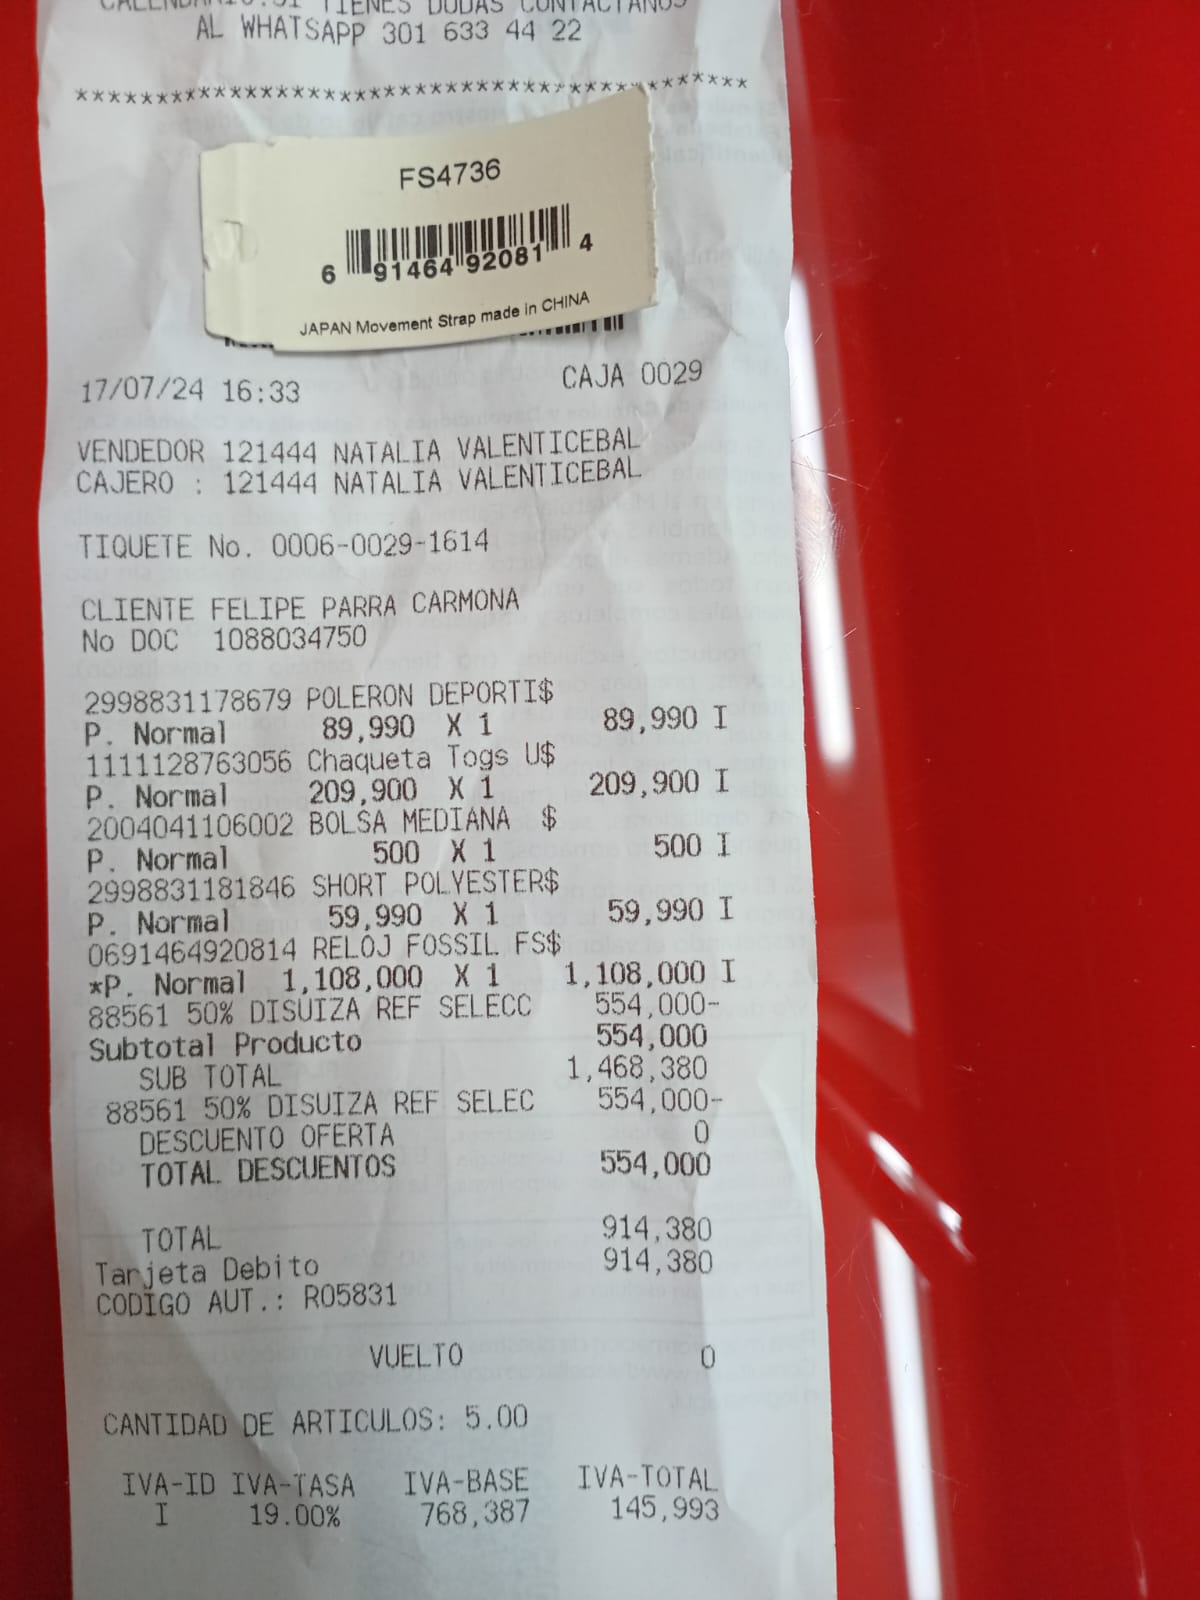 TIENES DUDAS CONTACTANOS
AL WHATSAPP 301 633 44 22
******************************************
FS4736
6 91464 92081 4
JAPAN Movement Strap made in CHINA
17/07/24 16:33 CAJA 0029
VENDEDOR 121444 NATALIA VALENTICEBAL
CAJERO : 121444 NATALIA VALENTICEBAL
TIQUETE No. 0006-0029-1614
CLIENTE FELIPE PARRA CARMONA
No DOC 1088034750
2998831178679 POLERON DEPORTI$
P. Normal 89,990 X 1 89,990 I
1111128763056 Chaqueta Togs U$
P. Normal 209,900 X 1 209,900 I
2004041106002 BOLSA MEDIANA $
P. Normal 500 X 1 500 I
2998831181846 SHORT POLYESTER$
P. Normal 59,990 X 1 59,990 I
0691464920814 RELOJ FOSSIL FS$
*P. Normal 1,108,000 X 1 1,108,000 I
88561 50% DISUIZA REF SELECC 554,000-
Subtotal Producto 554,000
SUB TOTAL 1,468,380
88561 50% DISUIZA REF SELEC 554,000-
DESCUENTO OFERTA 0
TOTAL DESCUENTOS 554,000
TOTAL 914,380
Tarjeta Debito 914,380
CODIGO AUT.: R05831
VUELTO 0
CANTIDAD DE ARTICULOS: 5.00
IVA-ID IVA-TASA IVA-BASE IVA-TOTAL
I 19.00% 768,387 145,993